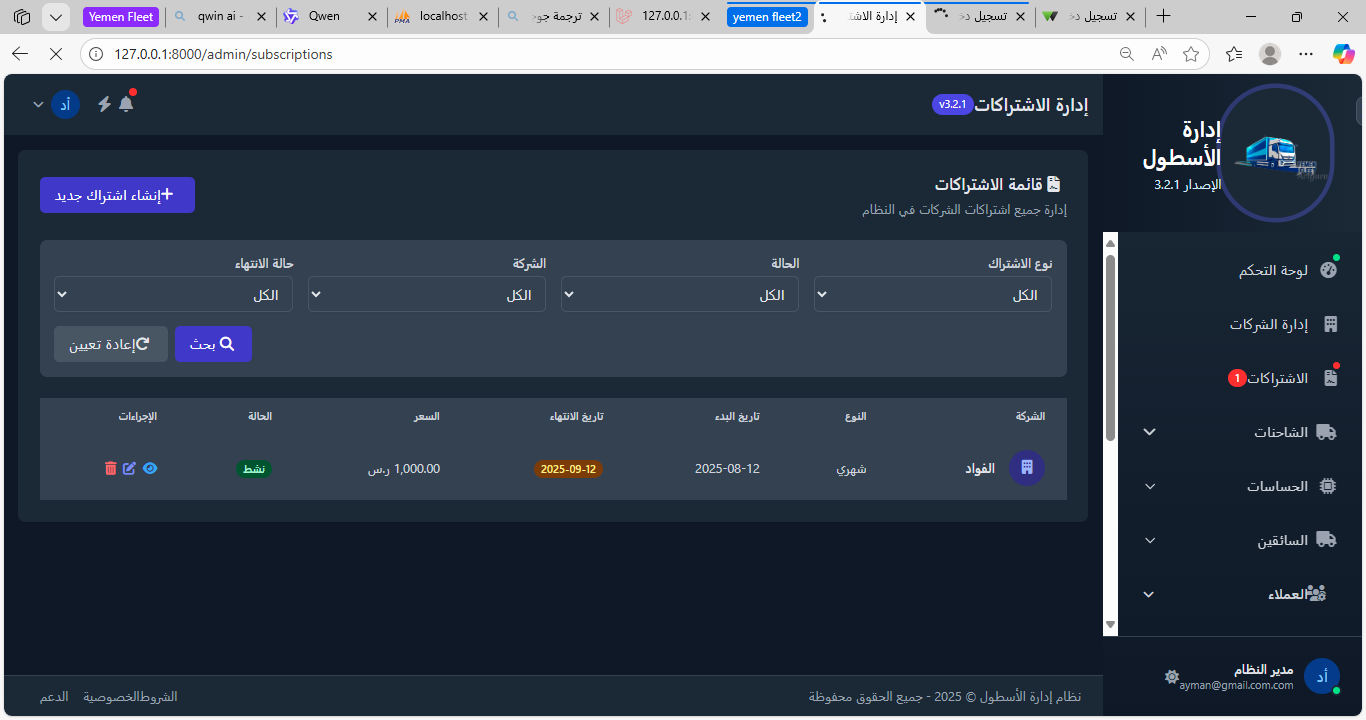 Yemen Fleet
qwin ai -
Qwen
localhost
ترجمة جو
127.0.0.1:
yemen fleet2
إدارة الاشتر
تسجيل د
تسجيل د
127.0.0.1:8000/admin/subscriptions
إدارة الأسطول
الإصدار 3.2.1
إدارة الاشتراكات v3.2.1
أد
قائمة الاشتراكات
إدارة جميع اشتراكات الشركات في النظام
إنشاء اشتراك جديد
نوع الاشتراك
الحالة
الشركة
حالة الانتهاء
الكل
الكل
الكل
الكل
بحث
إعادة تعيين
الشركة
النوع
تاريخ البدء
تاريخ الانتهاء
السعر
الحالة
الإجراءات
الفواد
شهري
2025-08-12
2025-09-12
1,000.00 ر.س
نشط
لوحة التحكم
إدارة الشركات
الاشتراكات 1
الشاحنات
الحساسات
السائقين
العملاء
أد
مدير النظام
ayman@gmail.com.com
نظام إدارة الأسطول © 2025 - جميع الحقوق محفوظة
الشروط الخصوصية الدعم